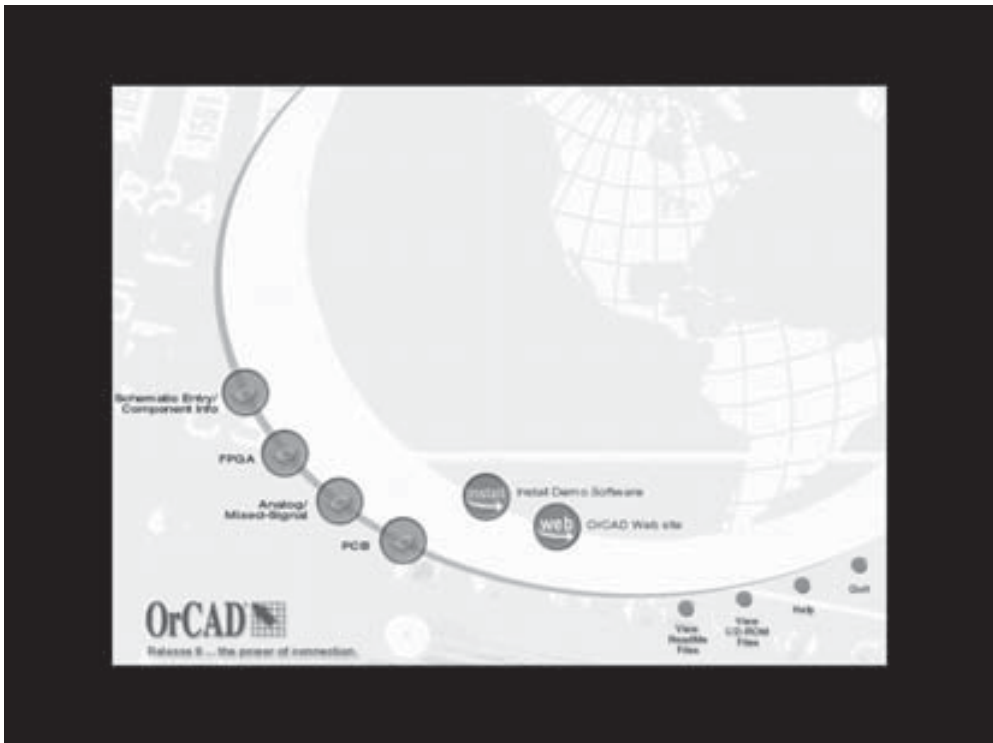 R24
Schematic Entry/
Component Info
FPGA
Analog/
Mixed-Signal
PCB
install
Install Demo Software
web
OrCAD Web site
Quit
Help
View
CD-ROM
Files
View
ReadMe
Files
OrCAD
Release 9 ... the power of connection.